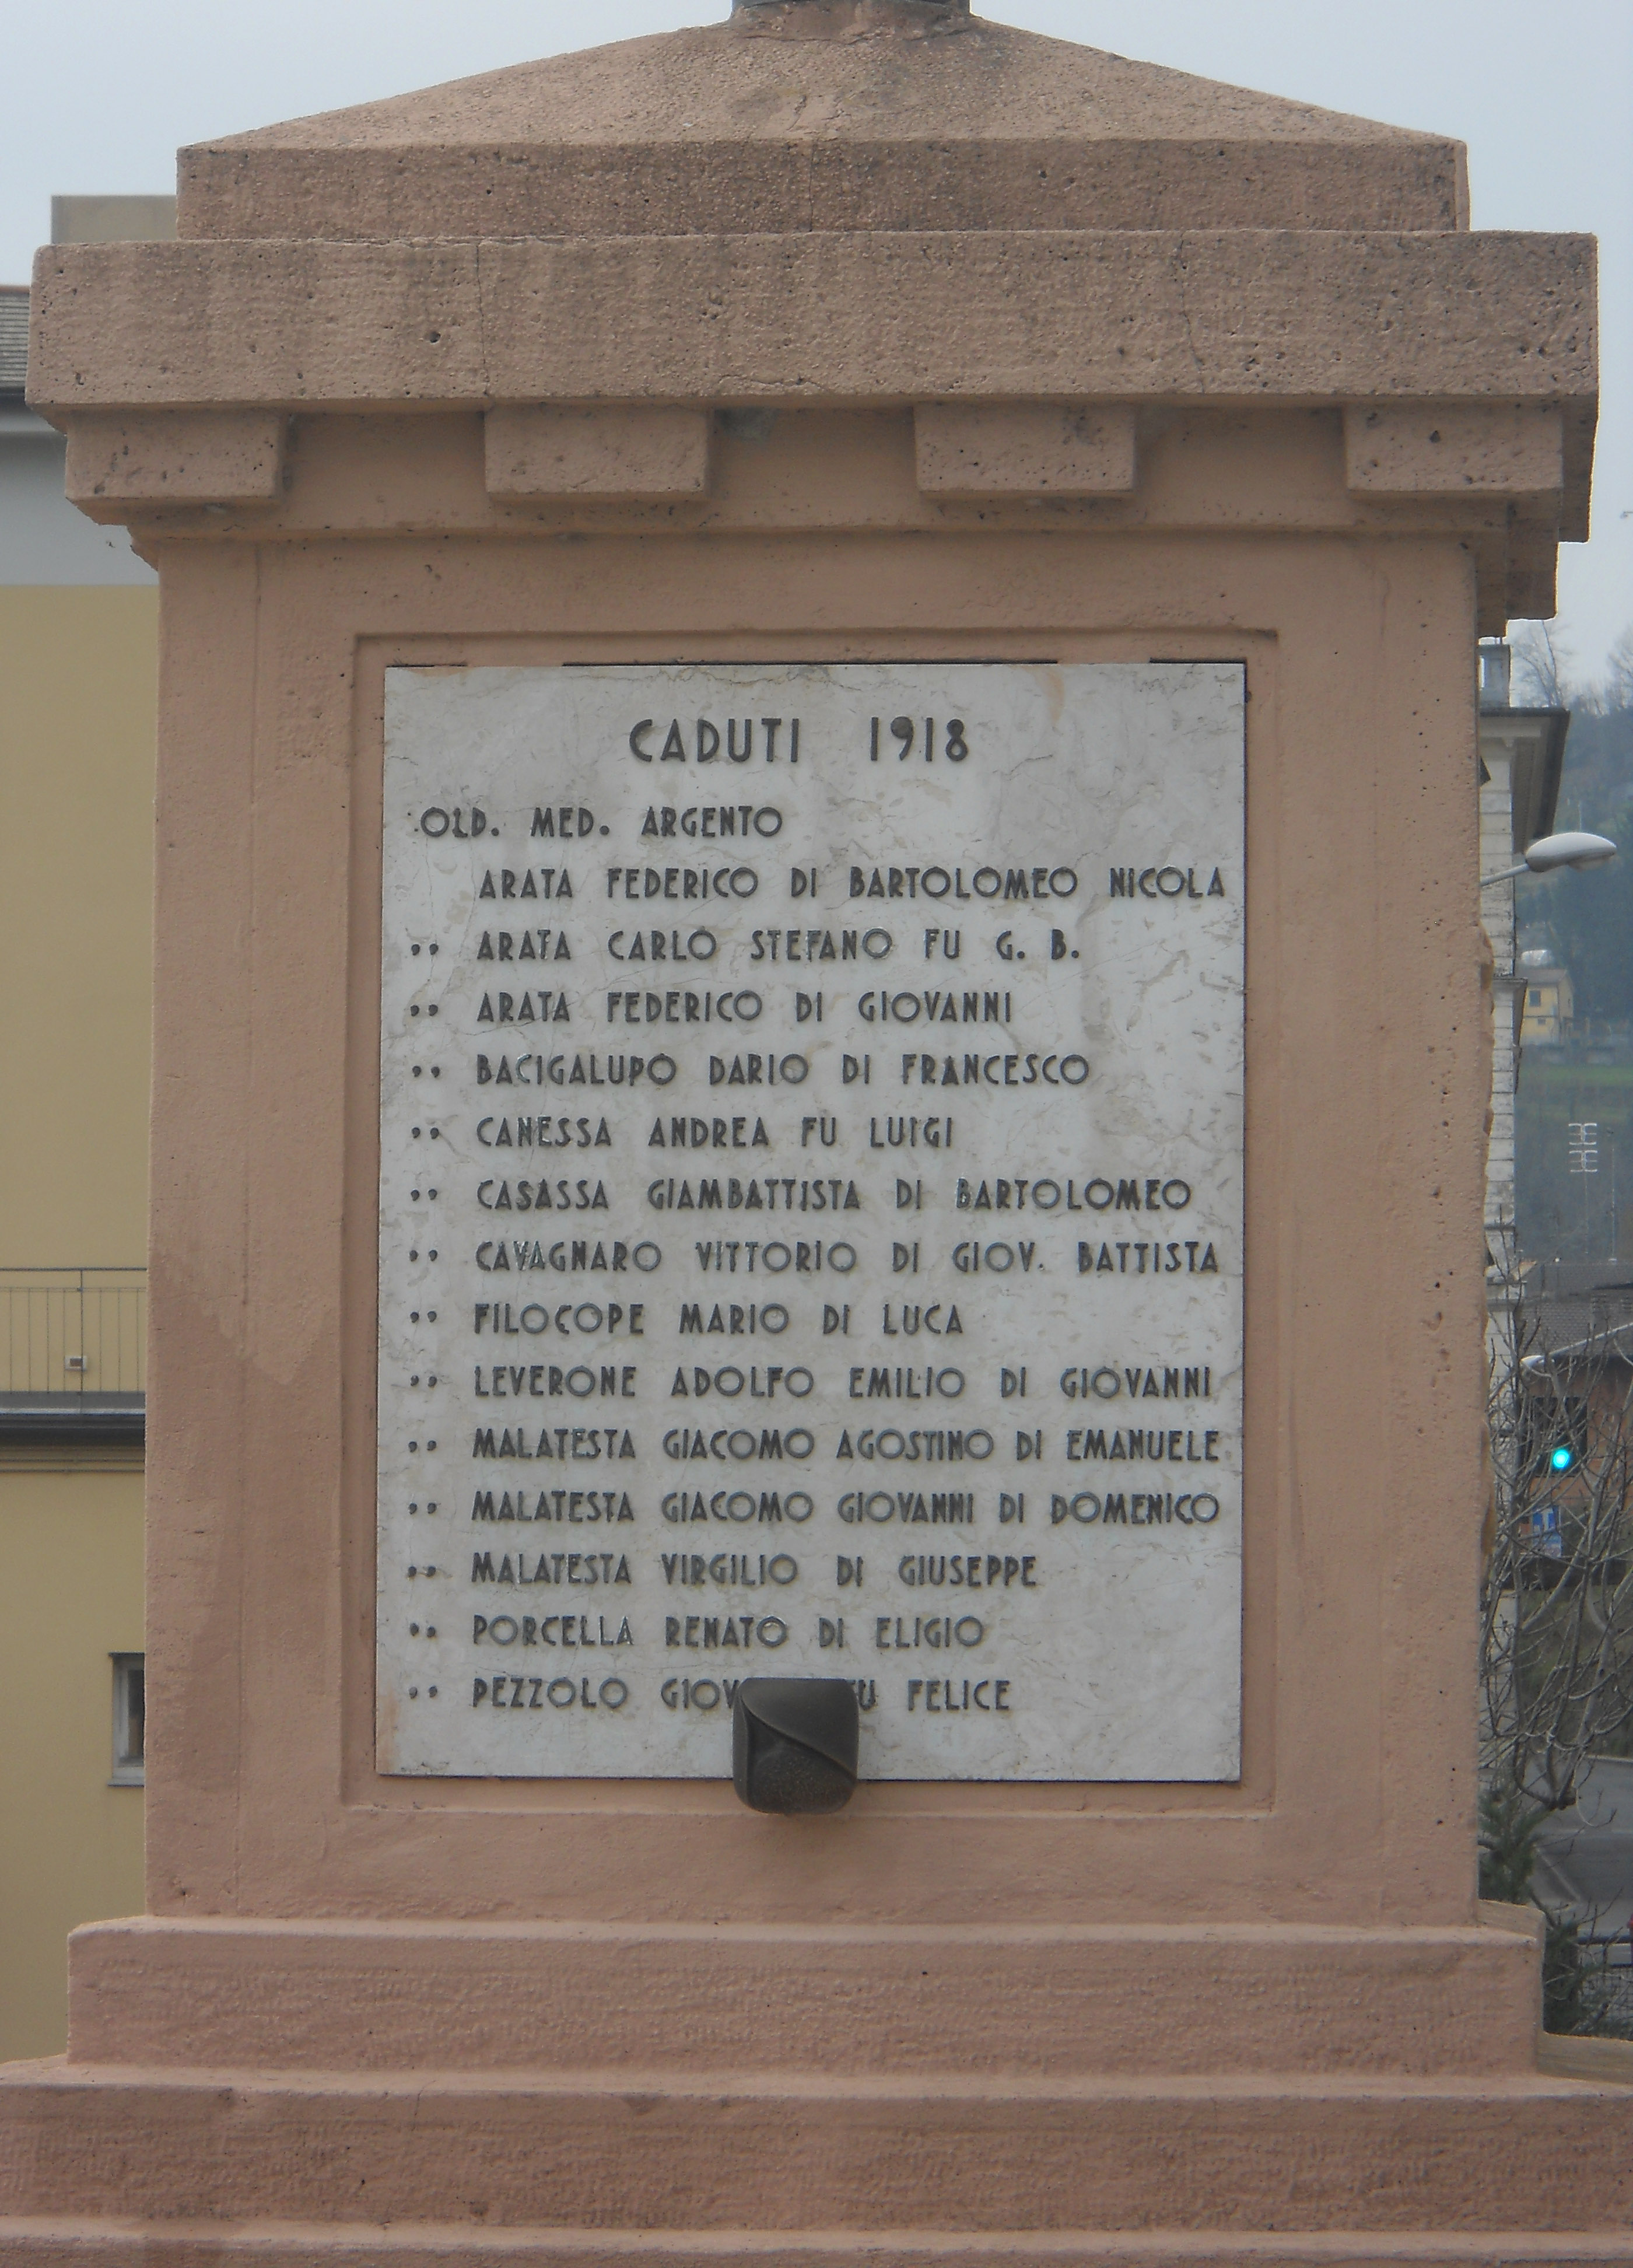 CADUTI 1918
OLD. MED. ARGENTO
ARATA FEDERICO DI BARTOLOMEO NICOLA
,, ARATA CARLO STEFANO FU G. B.
,, ARATA FEDERICO DI GIOVANNI
,, BACIGALUPO DARIO DI FRANCESCO
,, CANESSA ANDREA FU LUIGI
,, CASASSA GIAMBATTISTA DI BARTOLOMEO
,, CAVAGNARO VITTORIO DI GIOV. BATTISTA
,, FILOCOPE MARIO DI LUCA
,, LEVERONE ADOLFO EMILIO DI GIOVANNI
,, MALATESTA GIACOMO AGOSTINO DI EMANUELE
,, MALATESTA GIACOMO GIOVANNI DI DOMENICO
,, MALATESTA VIRGILIO DI GIUSEPPE
,, PORCELLA RENATO DI ELIGIO
,, PEZZOLO FU FELICE